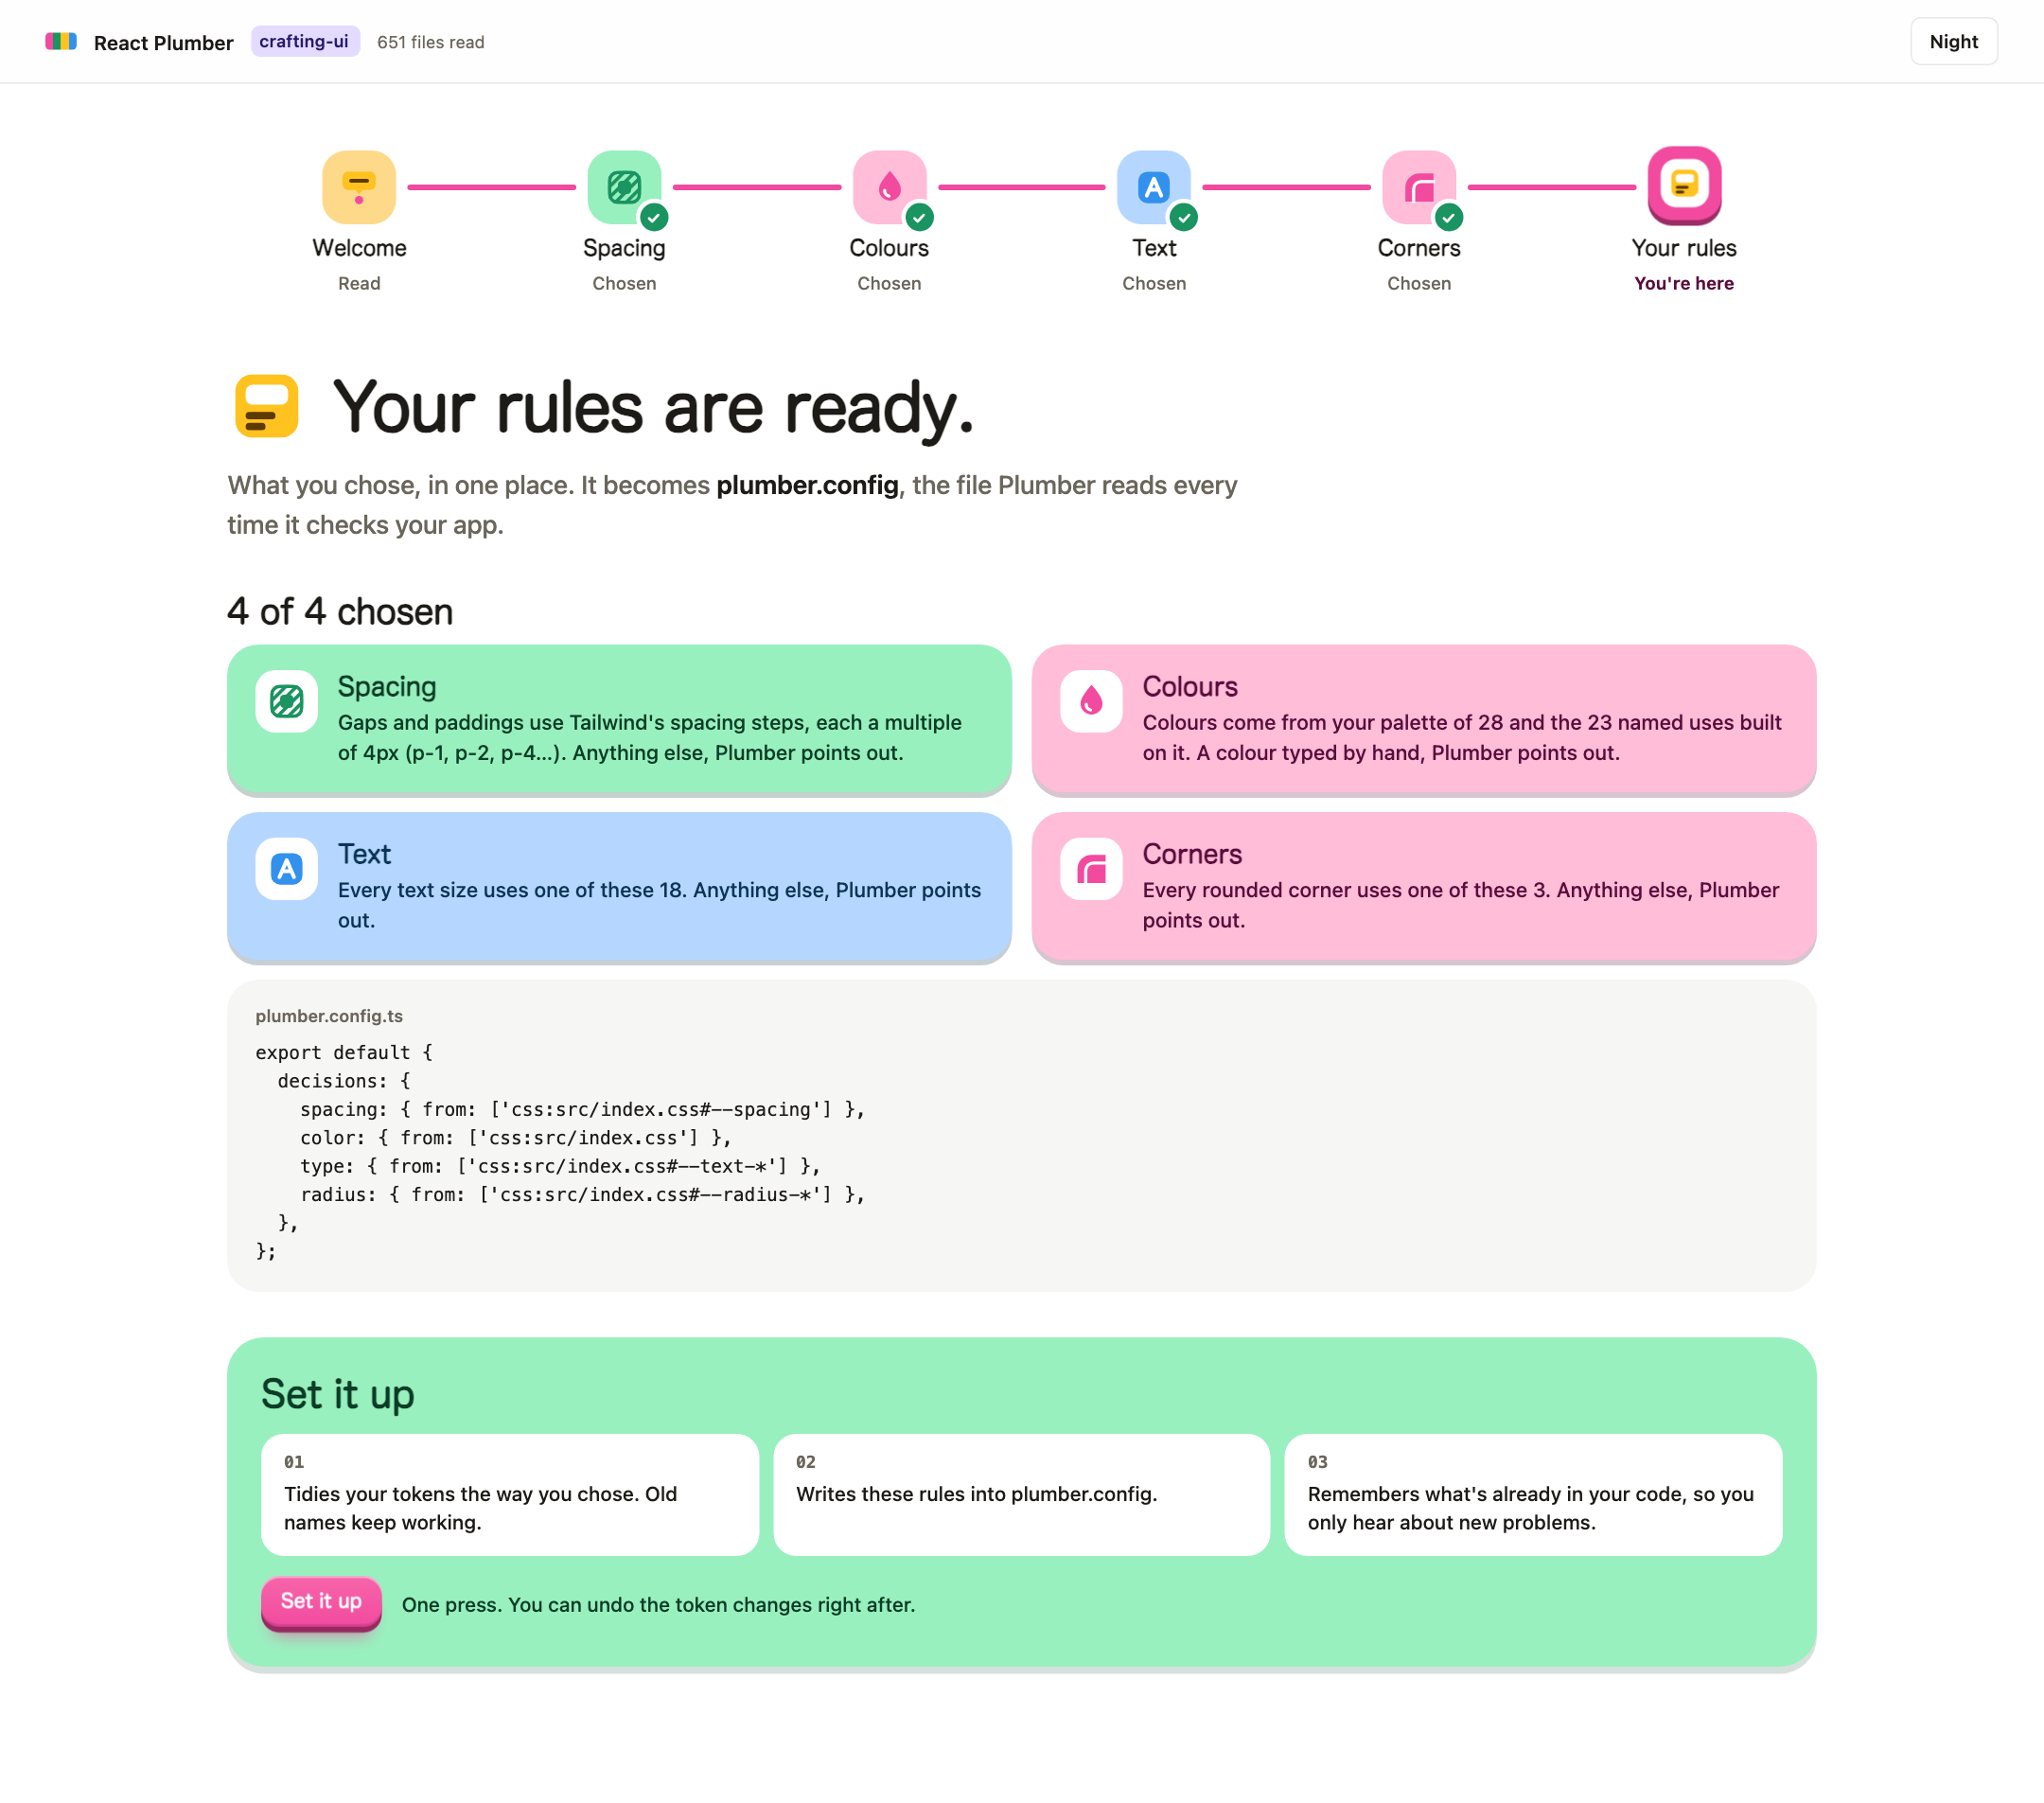 React Plumber crafting-ui 651 files read Night
Welcome
Read
Spacing
Chosen
Colours
Chosen
A
Text
Chosen
Corners
Chosen
Your rules
You're here
Your rules are ready.
What you chose, in one place. It becomes plumber.config, the file Plumber reads every
time it checks your app.
4 of 4 chosen
Spacing
Gaps and paddings use Tailwind's spacing steps, each a multiple
of 4px (p-1, p-2, p-4...). Anything else, Plumber points out.
Colours
Colours come from your palette of 28 and the 23 named uses built
on it. A colour typed by hand, Plumber points out.
A
Text
Every text size uses one of these 18. Anything else, Plumber points
out.
Corners
Every rounded corner uses one of these 3. Anything else, Plumber
points out.
plumber.config.ts
export default {
  decisions: {
    spacing: { from: ['css:src/index.css#--spacing'] },
    color: { from: ['css:src/index.css'] },
    type: { from: ['css:src/index.css#--text-*'] },
    radius: { from: ['css:src/index.css#--radius-*'] },
  },
};
Set it up
01
Tidies your tokens the way you chose. Old
names keep working.
02
Writes these rules into plumber.config.
03
Remembers what's already in your code, so you
only hear about new problems.
Set it up
One press. You can undo the token changes right after.